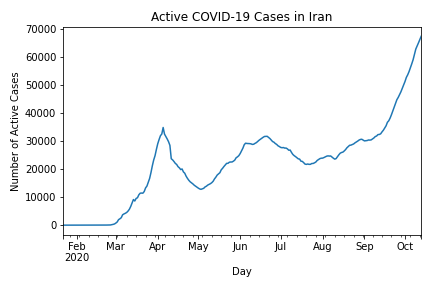 Active COVID-19 Cases in Iran
Number of Active Cases
70000
60000
50000
40000
30000
20000
10000
0
Feb Mar Apr May Jun Jul Aug Sep Oct
2020
Day